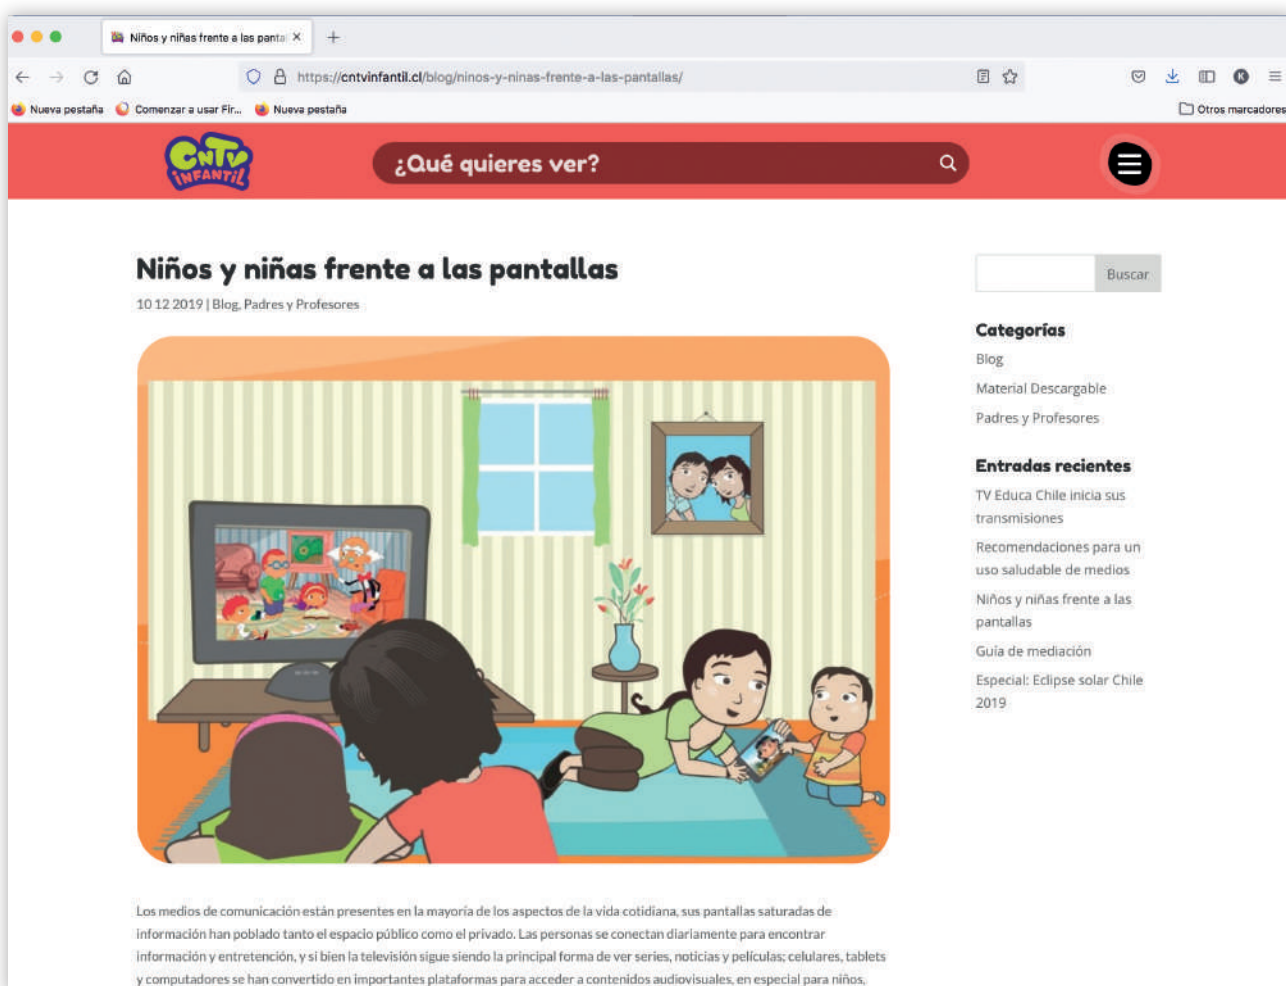 Niños y niñas frente a las panta
https://cntvinfantil.cl/blog/ninos-y-ninas-frente-a-las-pantallas/
K
Nueva pestaña
Comenzar a usar Fir...
Nueva pestaña
Otros marcadores
CNTV
INFANTIL
¿Qué quieres ver?
Niños y niñas frente a las pantallas
10 12 2019 | Blog, Padres y Profesores
Los medios de comunicación están presentes en la mayoría de los aspectos de la vida cotidiana, sus pantallas saturadas de
información han poblado tanto el espacio público como el privado. Las personas se conectan diariamente para encontrar
información y entretención, y si bien la televisión sigue siendo la principal forma de ver series, noticias y películas; celulares, tablets
y computadores se han convertido en importantes plataformas para acceder a contenidos audiovisuales, en especial para niños,
Buscar
Categorías
Blog
Material Descargable
Padres y Profesores
Entradas recientes
TV Educa Chile inicia sus
transmisiones
Recomendaciones para un
uso saludable de medios
Niños y niñas frente a las
pantallas
Guía de mediación
Especial: Eclipse solar Chile
2019